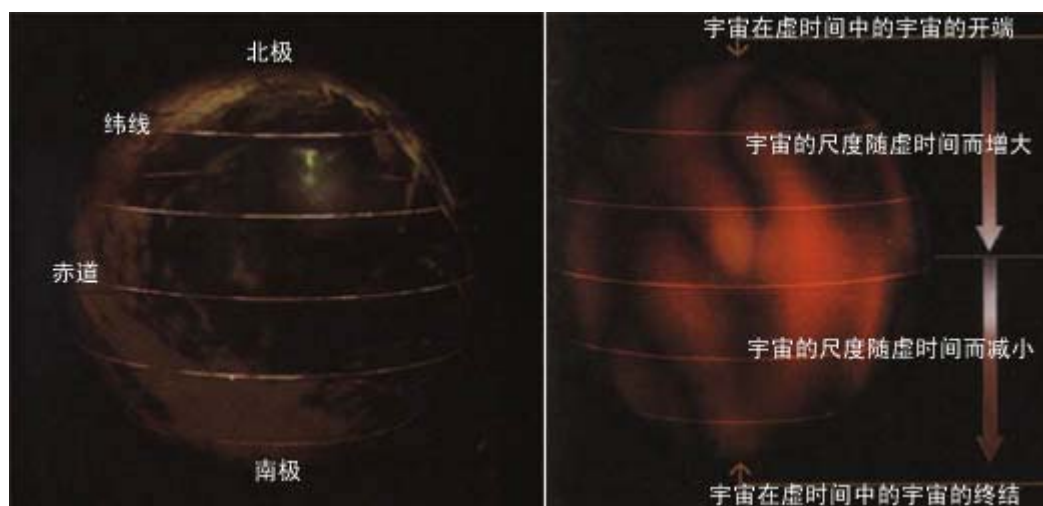 北极
纬线
赤道
南极
宇宙在虚时间中的宇宙的开端
宇宙的尺度随虚时间而增大
宇宙的尺度随虚时间而减小
宇宙在虚时间中的宇宙的终结